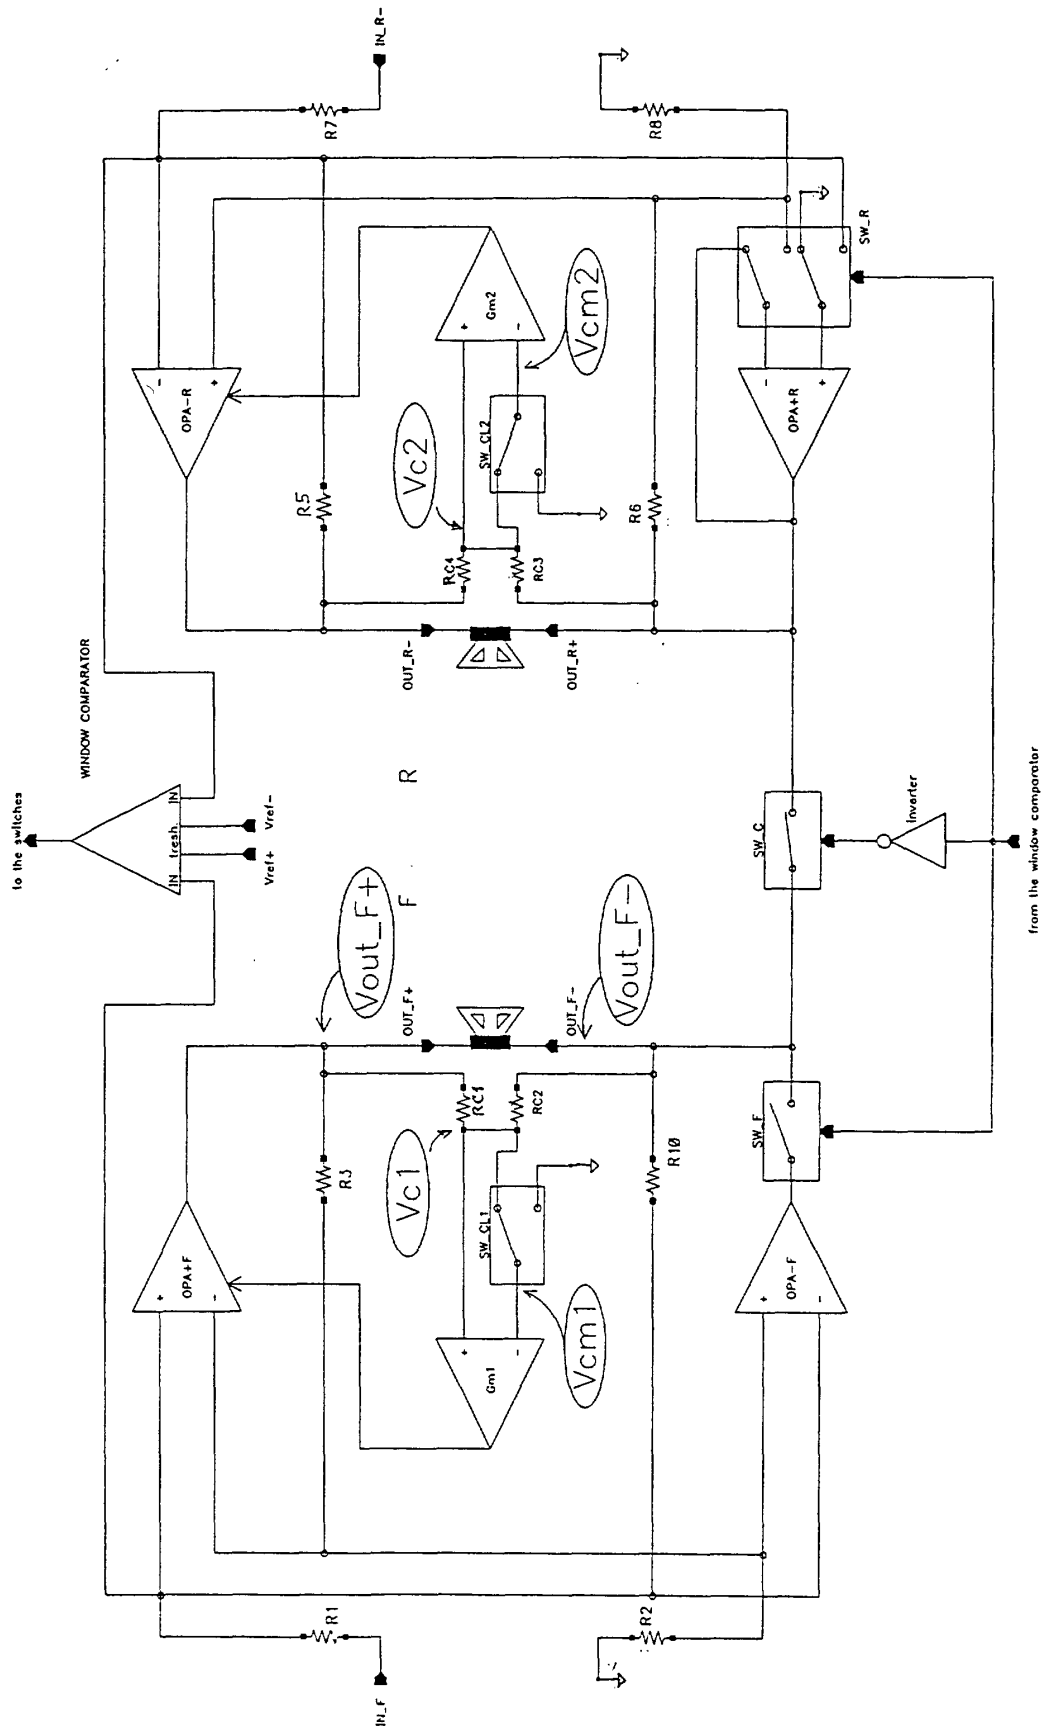 IN_R-
R7
R8
SW_R
OPA-R
-
+
R5
Gm2
+
-
Vcm2
SW_CL2
Vc2
R6
RC4
RC3
OPA+R
-
+
OUT_R-
OUT_R+
WINDOW COMPARATOR
to the switches
IN
tresh.
IN
Vref-
Vref+
R
F
SW_C
Inverter
from the window comparator
Vout_F+
Vout_F-
OUT_F+
OUT_F-
RC1
RC2
Vc1
R3
R10
SW_F
SW_CL1
OPA+F
+
-
Gm1
+
-
Vcm1
OPA-F
+
-
R1
R2
IN_F